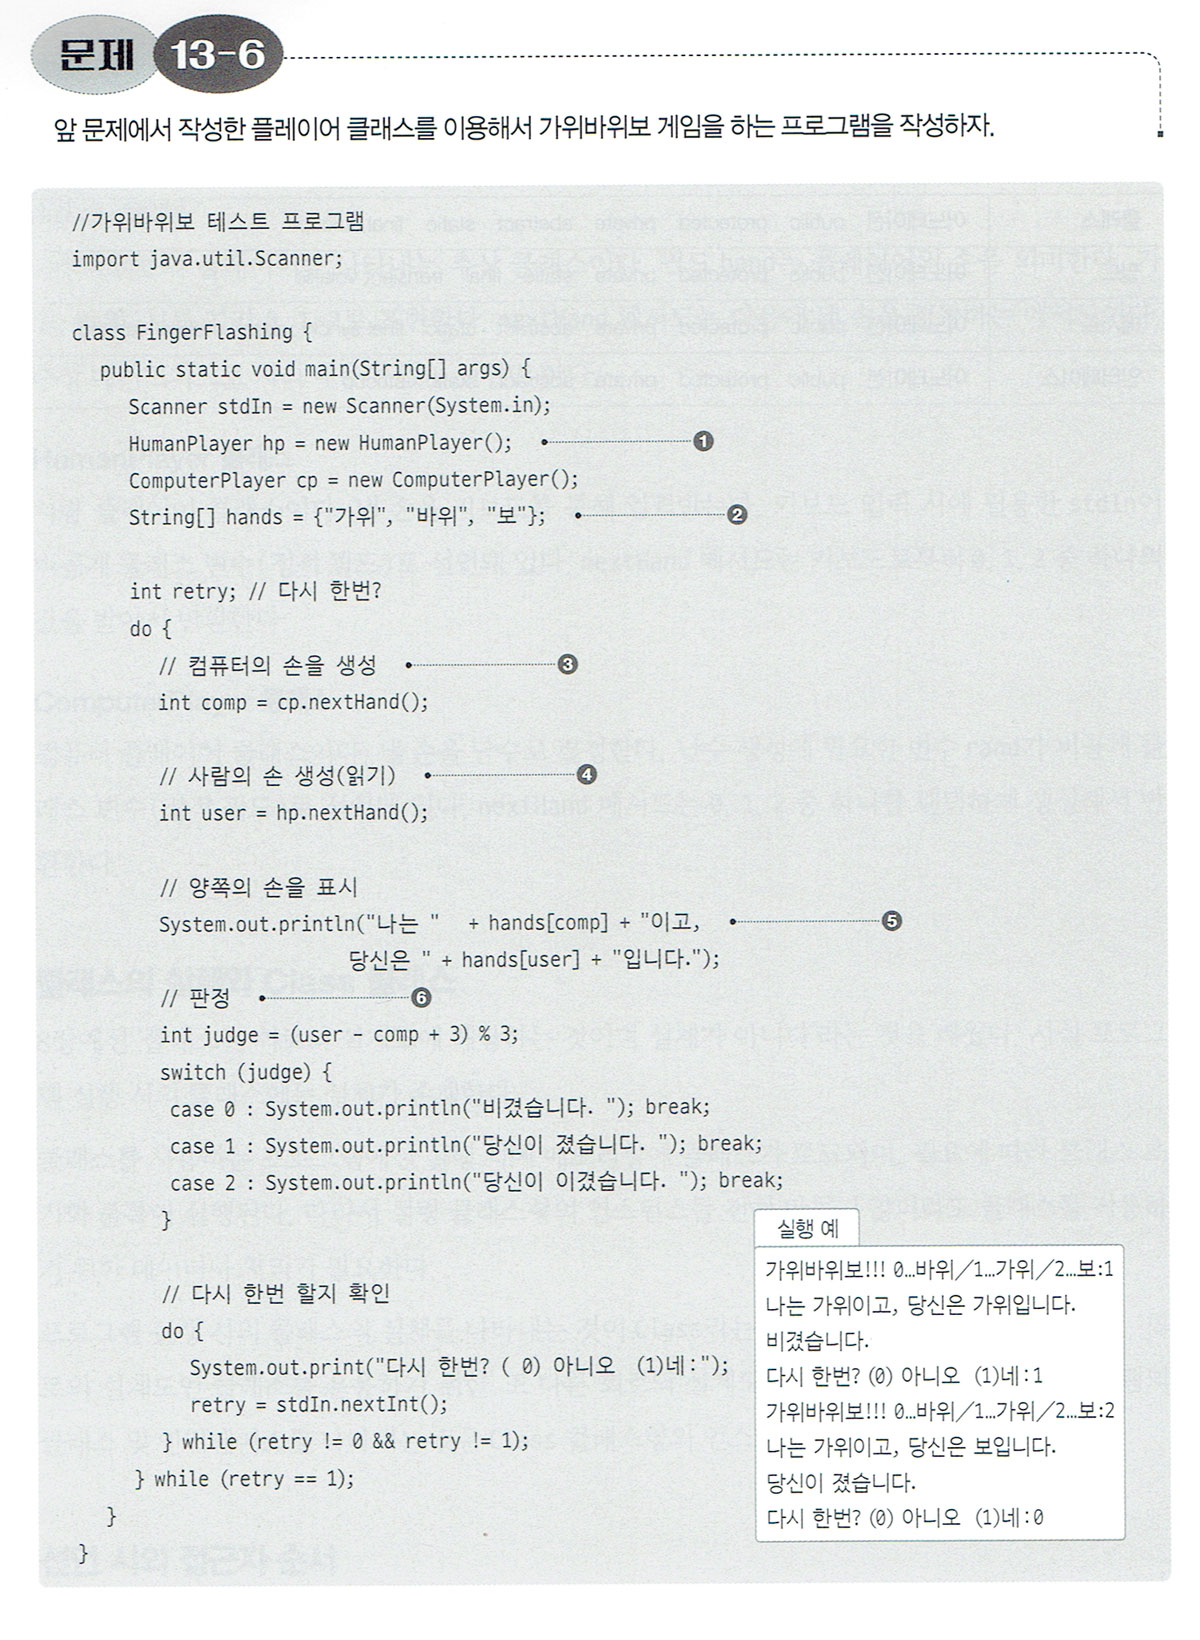 문제 13-6
앞 문제에서 작성한 플레이어 클래스를 이용해서 가위바위보 게임을 하는 프로그램을 작성하자.
//가위바위보 테스트 프로그램
import java.util.Scanner;
class FingerFlashing {
public static void main(String[] args) {
Scanner stdIn = new Scanner(System.in);
HumanPlayer hp = new HumanPlayer(); ❶
ComputerPlayer cp = new ComputerPlayer();
String[] hands = {"가위", "바위", "보"}; ❷
int retry; // 다시 한번?
do {
// 컴퓨터의 손을 생성 ❸
int comp = cp.nextHand();
// 사람의 손 생성(읽기) ❹
int user = hp.nextHand();
// 양쪽의 손을 표시
System.out.println("나는 " + hands[comp] + "이고, ❺
당신은 " + hands[user] + "입니다.");
// 판정 ❻
int judge = (user - comp + 3) % 3;
switch (judge) {
case 0 : System.out.println("비겼습니다. "); break;
case 1 : System.out.println("당신이 졌습니다. "); break;
case 2 : System.out.println("당신이 이겼습니다. "); break;
}
// 다시 한번 할지 확인
do {
System.out.print("다시 한번? ( 0) 아니오 (1)네:");
retry = stdIn.nextInt();
} while (retry != 0 && retry != 1);
} while (retry == 1);
}
}
실행 예
가위바위보!!! 0…바위/1…가위/2…보:1
나는 가위이고, 당신은 가위입니다.
비겼습니다.
다시 한번? (0) 아니오 (1)네:1
가위바위보!!! 0…바위/1…가위/2…보:2
나는 가위이고, 당신은 보입니다.
당신이 졌습니다.
다시 한번? (0) 아니오 (1)네:0